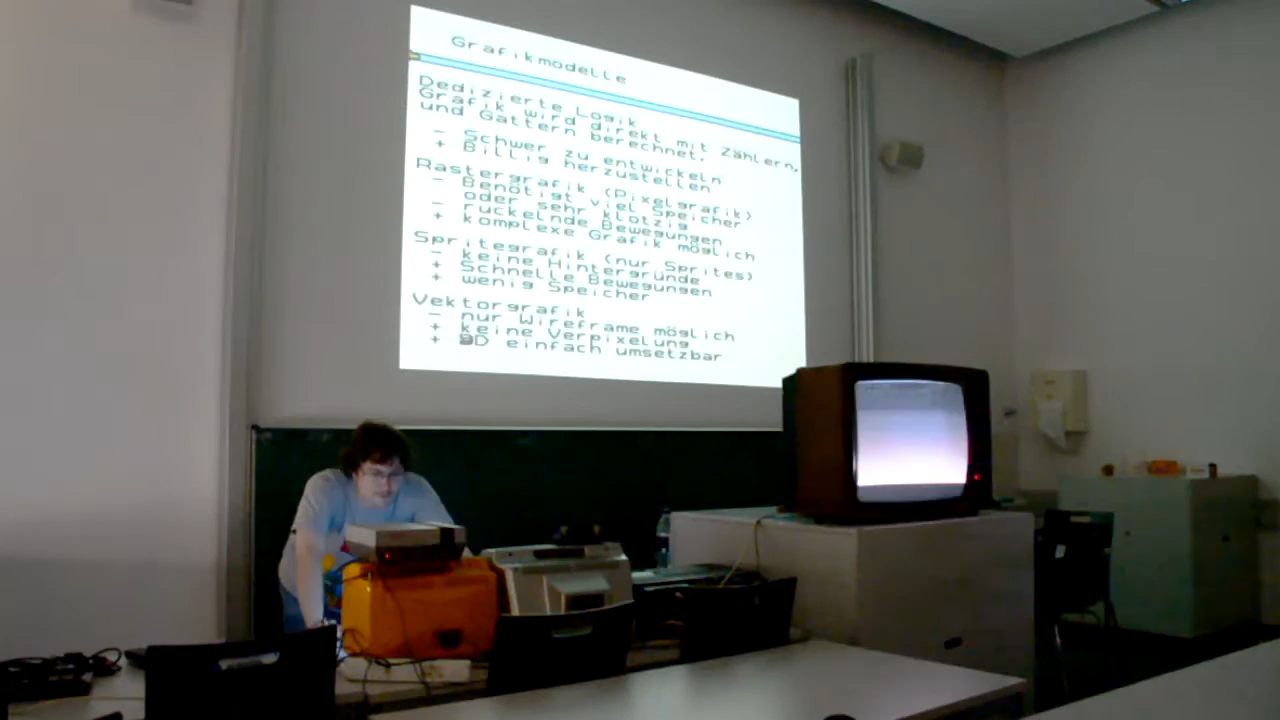 Grafikmodelle
Dedizierte Logik
Grafik wird direkt mit Zählern,
und Gattern berechnet.
- Schwer zu entwickeln
+ Billig herzustellen
Rastergrafik (Pixelgrafik)
- Benötigt viel Speicher
oder sehr klotzig
- ruckelnde Bewegungen
+ komplexe Grafik möglich
Spritegrafik (nur Sprites)
- keine Hintergründe
+ Schnelle Bewegungen
+ wenig Speicher
Vektorgrafik
- nur Wireframe möglich
+ keine Verpixelung
+ 3D einfach umsetzbar